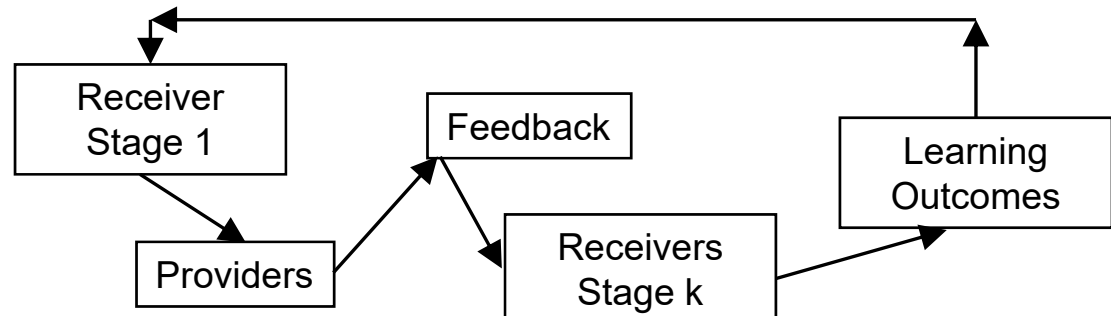 Receiver
Stage 1
Providers
Feedback
Receivers
Stage k
Learning
Outcomes